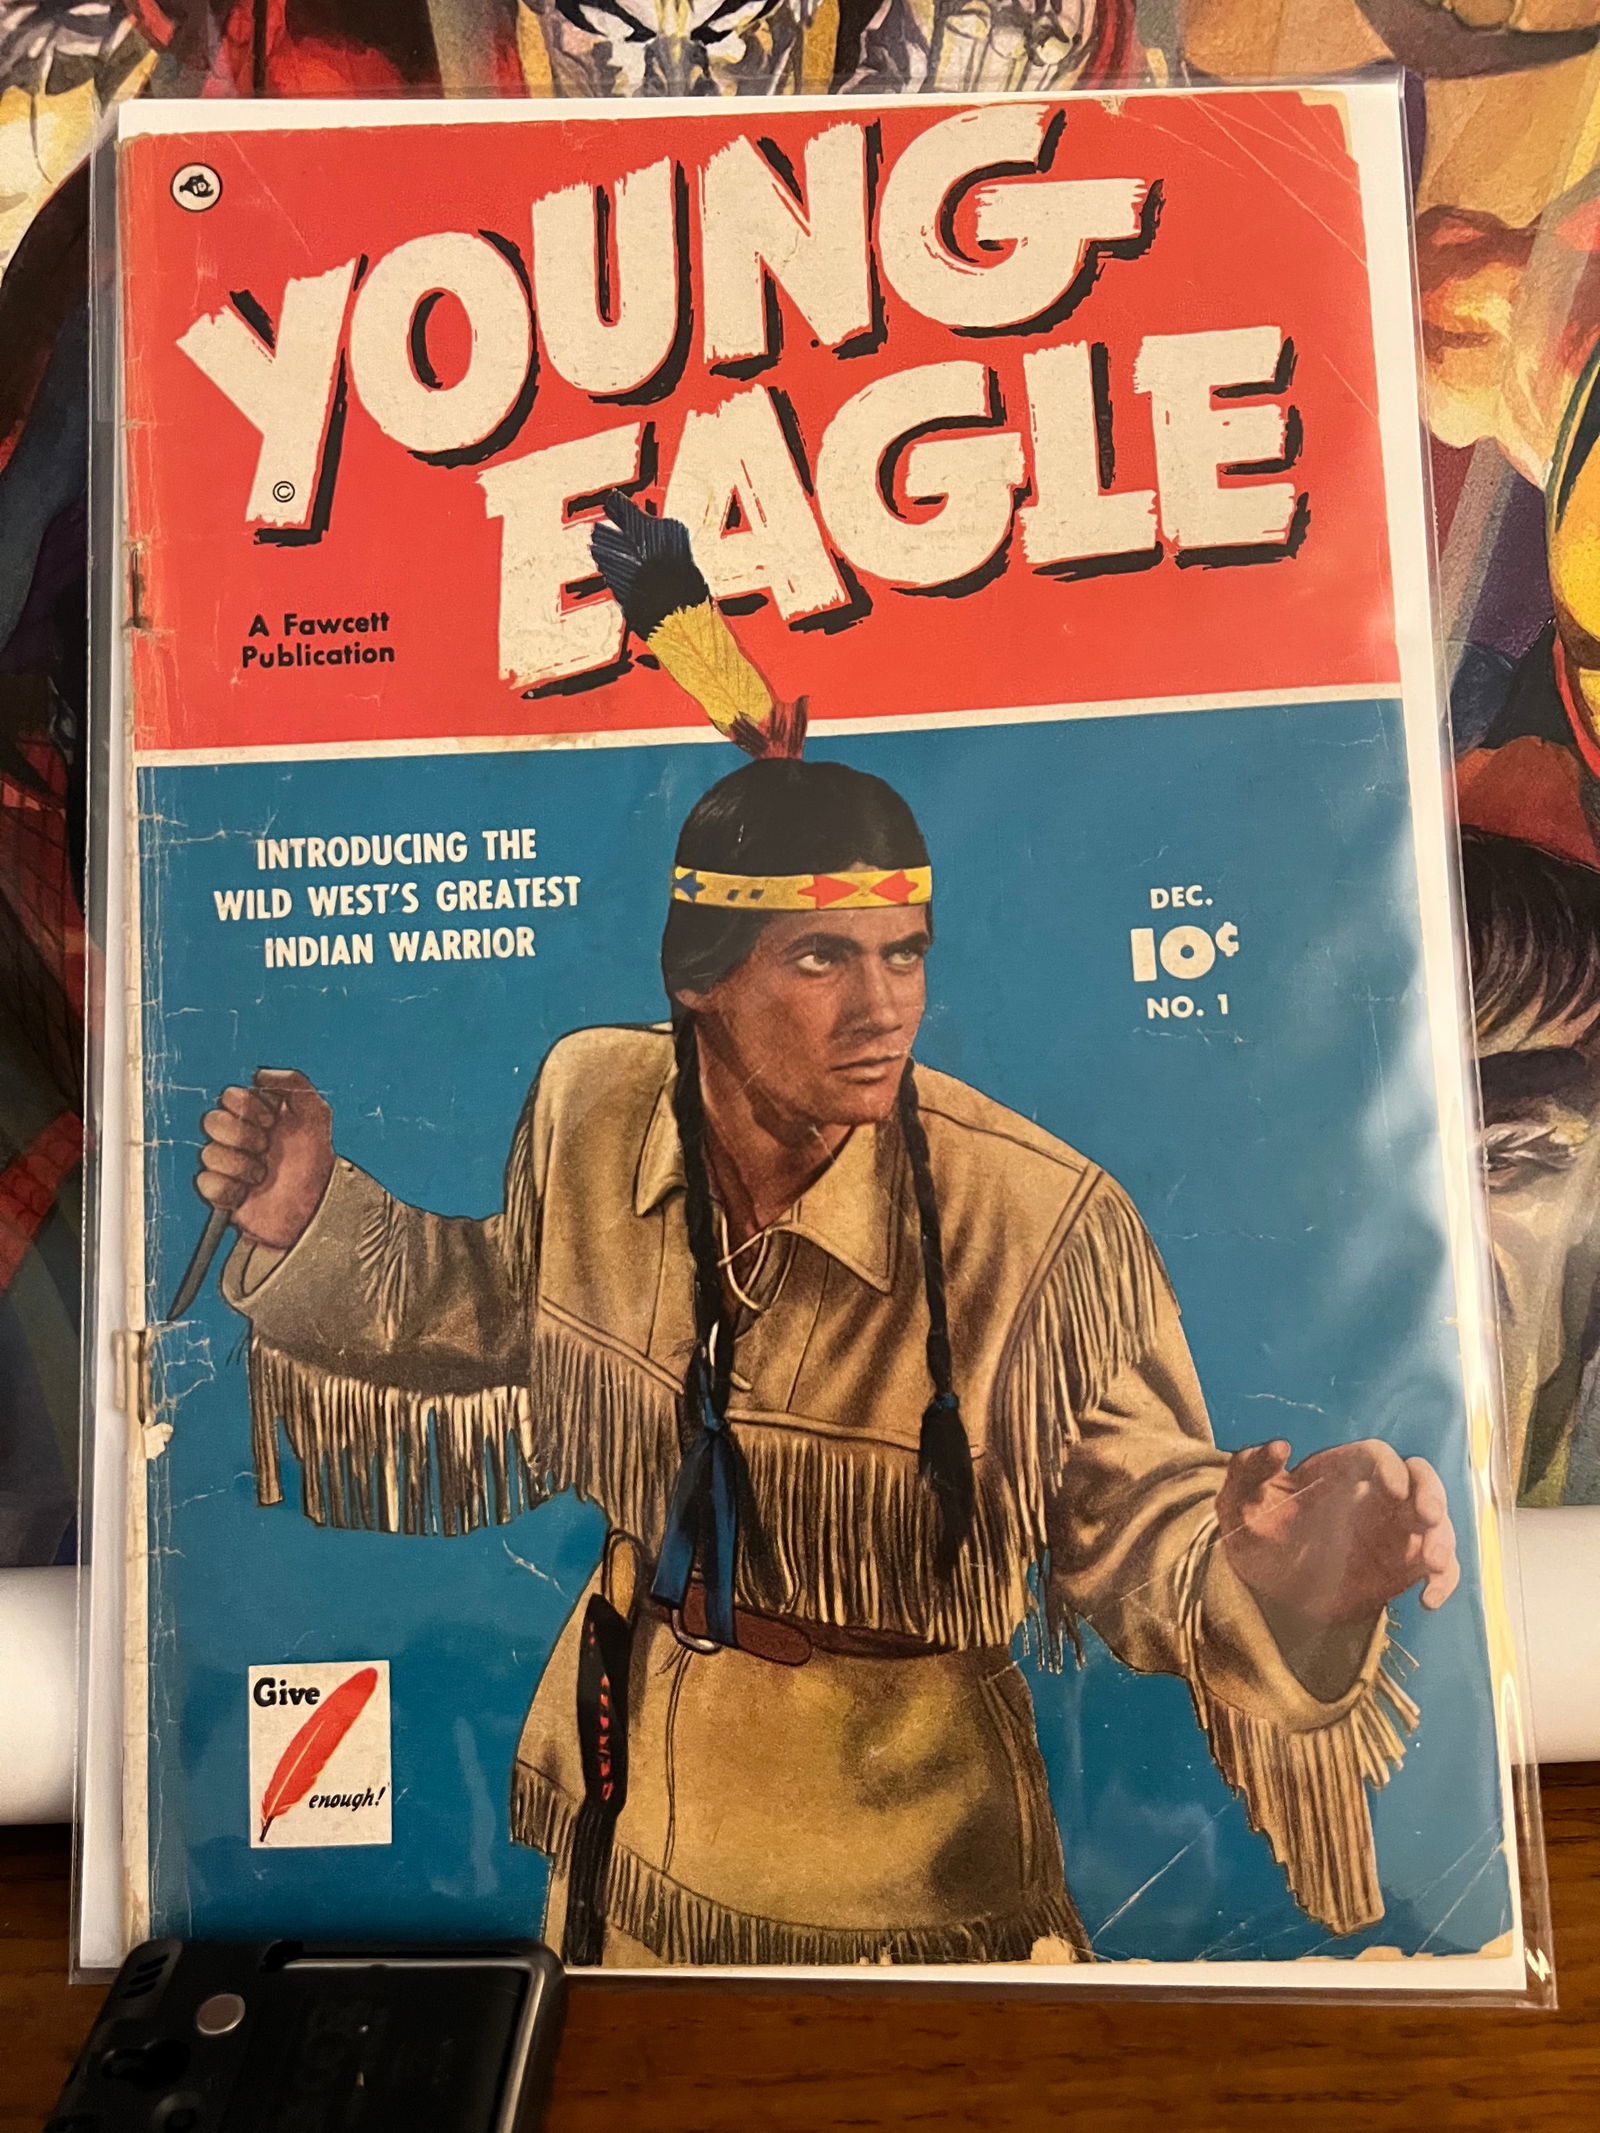 YOUNG
EAGLE
©
A Fawcett
Publication
INTRODUCING THE
WILD WEST'S GREATEST
INDIAN WARRIOR
DEC.
10¢
NO. 1
Give
enough!